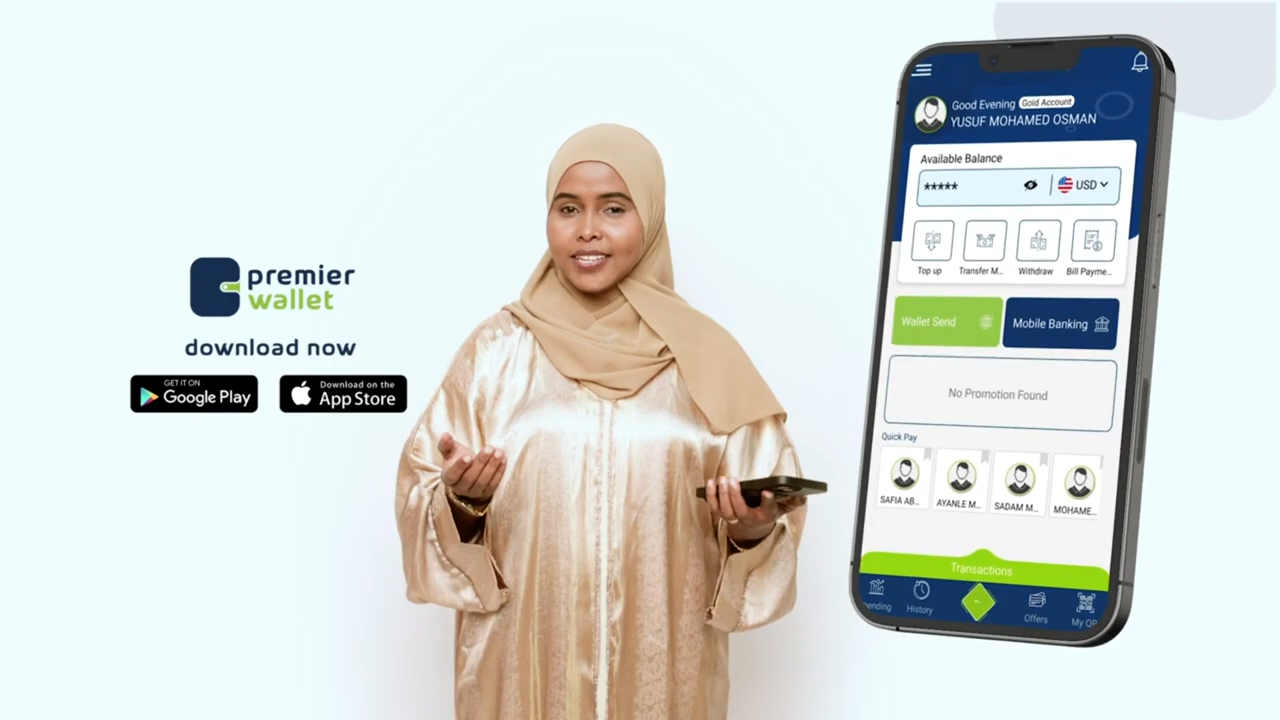 premier
wallet
download now
GET IT ON
Google Play
Download on the
App Store
Good Evening Gold Account
YUSUF MOHAMED OSMAN
Available Balance
***** USD
Top up Transfer M... Withdraw Bill Payme...
Wallet Send Mobile Banking
No Promotion Found
Quick Pay
SAFIA AB... AYANLE M... SADAM M... MOHAME...
Transactions
ending History Offers My QR